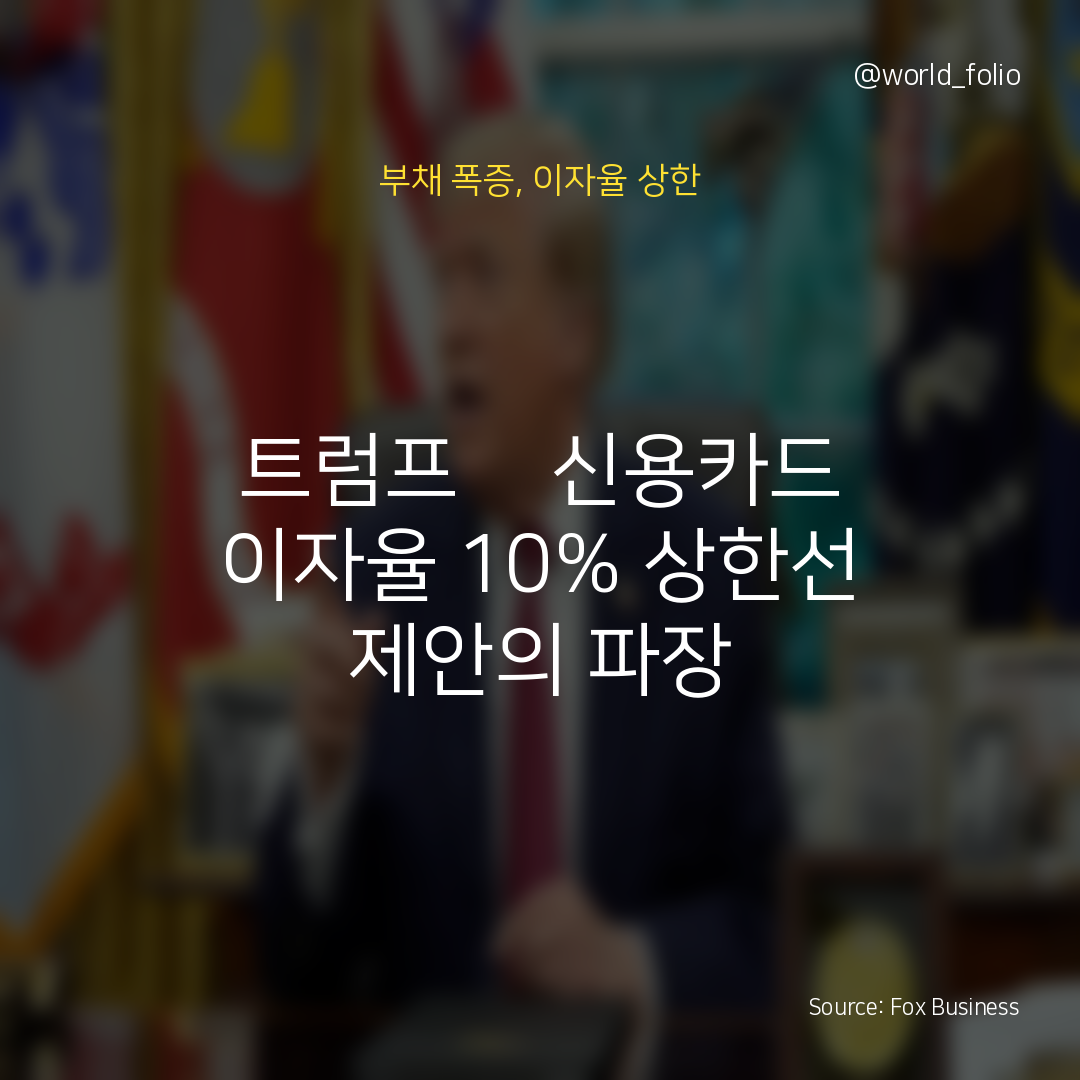 @world_folio
부채 폭증, 이자율 상한
트럼프 신용카드
이자율 10% 상한선
제안의 파장
Source: Fox Business